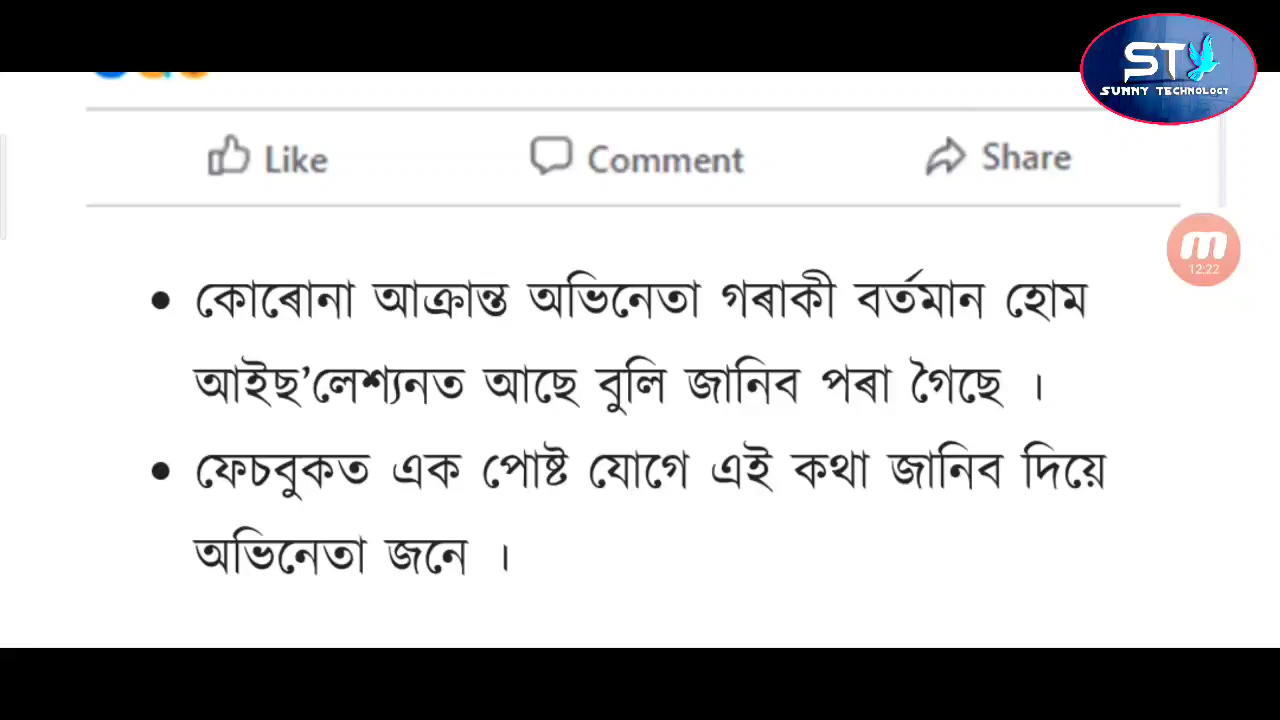 ST
SUNNY TECHNOLOGY
Like Comment Share
12:22
• কোৰোনা আক্ৰান্ত অভিনেতা গৰাকী বৰ্তমান হোম
আইছ’লেশ্যনত আছে বুলি জানিব পৰা গৈছে ।
• ফেচবুকত এক পোষ্ট যোগে এই কথা জানিব দিয়ে
অভিনেতা জনে ।